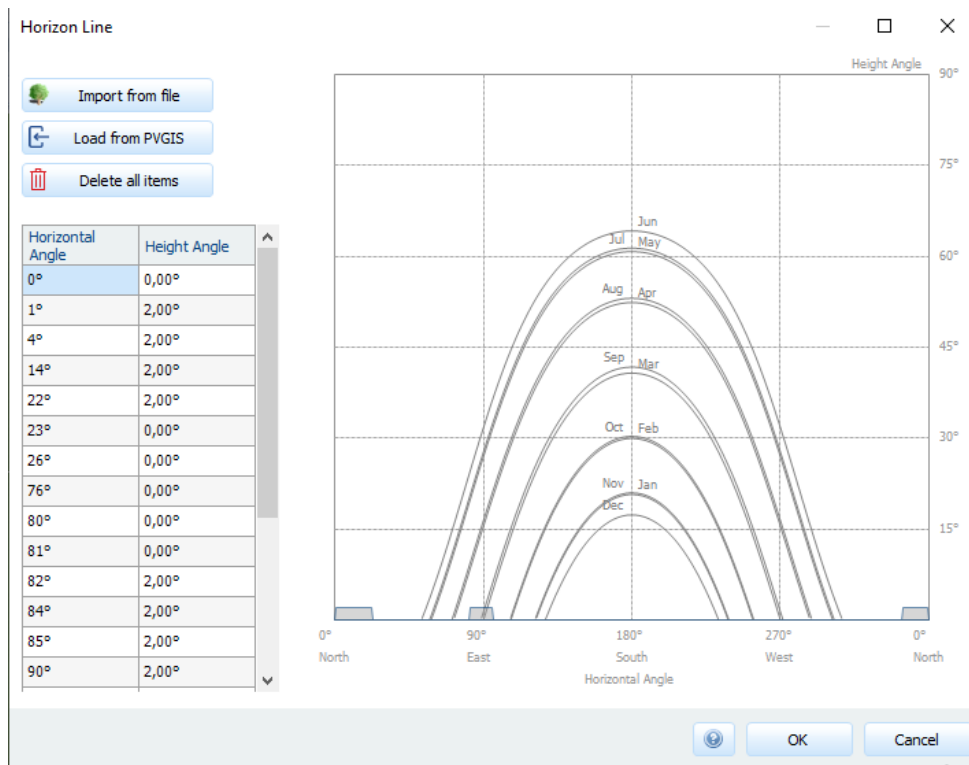 Horizon Line
Import from file
Load from PVGIS
Delete all items
Horizontal Angle Height Angle
0° 0,00°
1° 2,00°
4° 2,00°
14° 2,00°
22° 2,00°
23° 0,00°
26° 0,00°
76° 0,00°
80° 0,00°
81° 0,00°
82° 2,00°
84° 2,00°
85° 2,00°
90° 2,00°
Height Angle
90°
75°
60°
45°
30°
15°
Jun
Jul May
Aug Apr
Sep Mar
Oct Feb
Nov Jan
Dec
0° 90° 180° 270° 0°
North East South West North
Horizontal Angle
OK Cancel